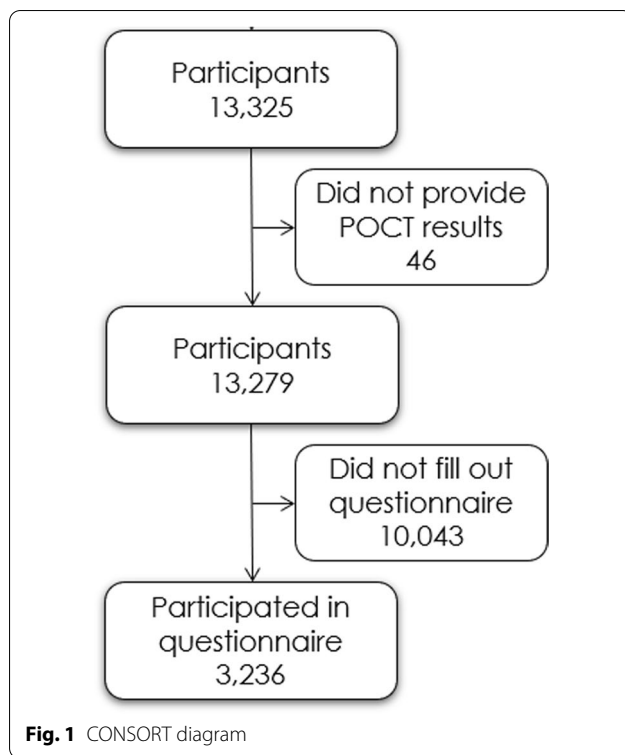 Participants
13,325
Did not provide
POCT results
46
Participants
13,279
Did not fill out
questionnaire
10,043
Participated in
questionnaire
3,236
Fig. 1 CONSORT diagram